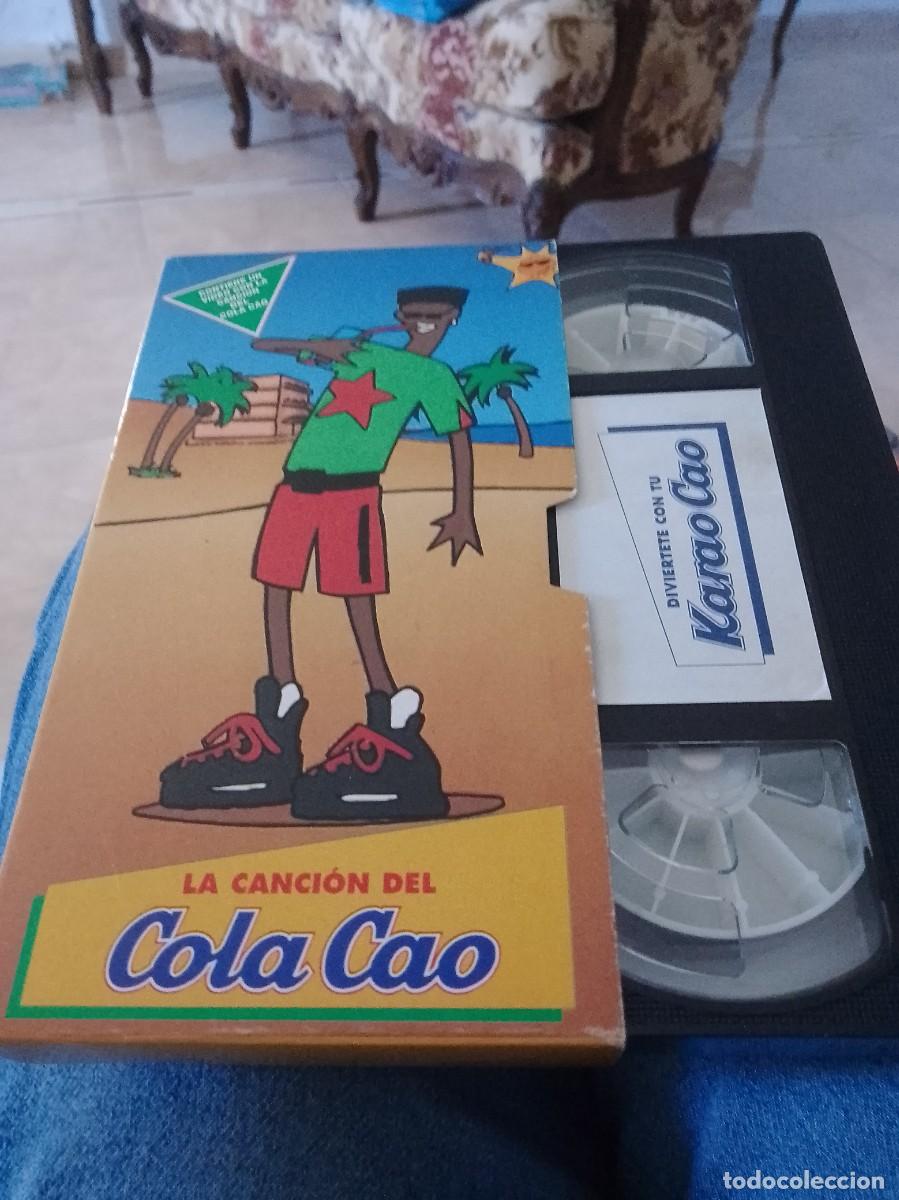 CONTIENE UN
VIDEO CON LA
CANCION
DEL
COLA CAO
DIVIERTETE CON TU
Karao Cao
LA CANCIÓN DEL
Cola Cao
todocoleccion